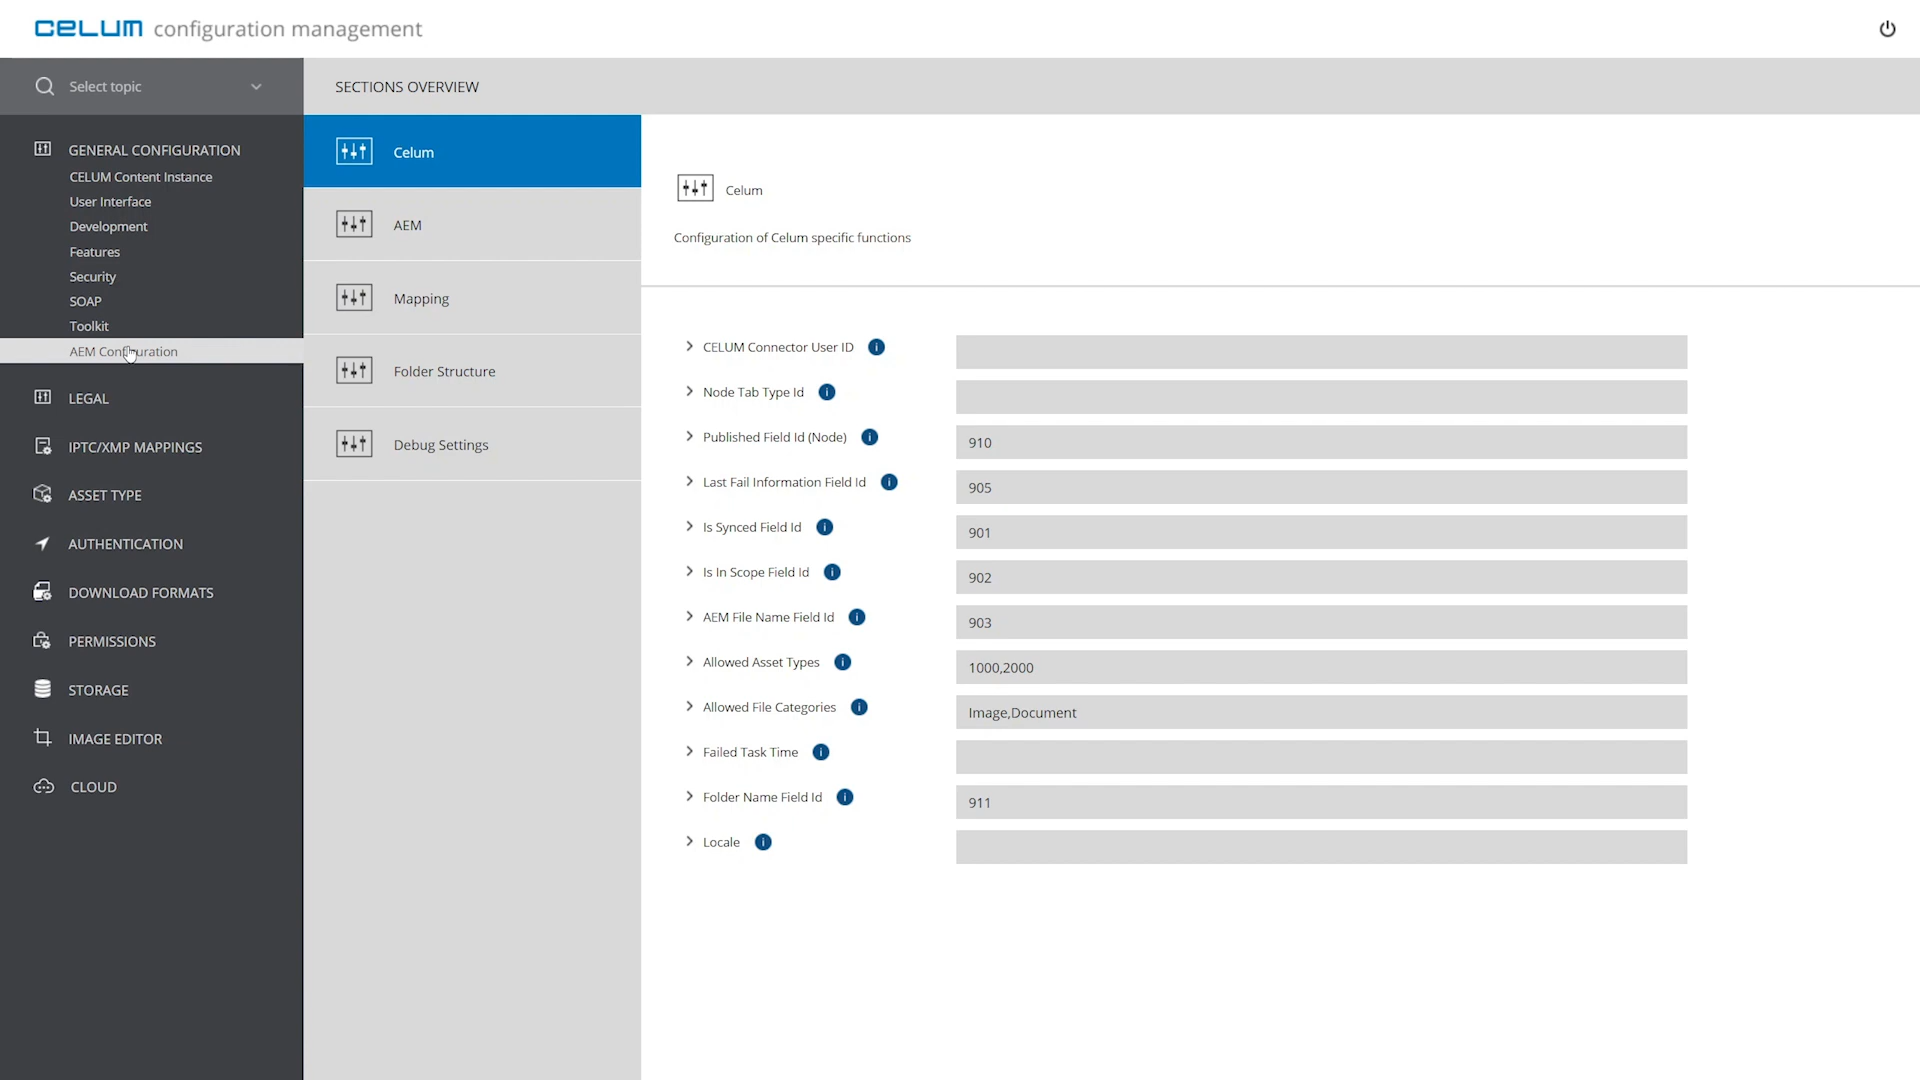 CELUM configuration management
Select topic
SECTIONS OVERVIEW
GENERAL CONFIGURATION
CELUM Content Instance
User Interface
Development
Features
Security
SOAP
Toolkit
AEM Configuration
LEGAL
IPTC/XMP MAPPINGS
ASSET TYPE
AUTHENTICATION
DOWNLOAD FORMATS
PERMISSIONS
STORAGE
IMAGE EDITOR
CLOUD
Celum
AEM
Mapping
Folder Structure
Debug Settings
Celum
Configuration of Celum specific functions
CELUM Connector User ID
Node Tab Type Id
Published Field Id (Node) 910
Last Fail Information Field Id 905
Is Synced Field Id 901
Is In Scope Field Id 902
AEM File Name Field Id 903
Allowed Asset Types 1000,2000
Allowed File Categories Image,Document
Failed Task Time
Folder Name Field Id 911
Locale